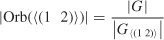 |Orb(⟨(1 2)⟩)| = |G| / |G_{⟨(1 2)⟩}|